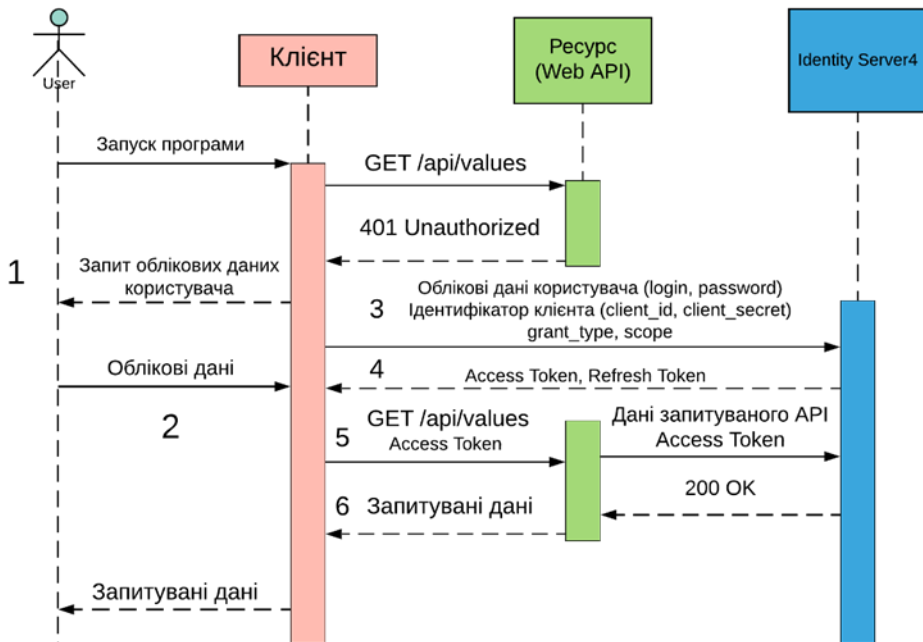 User
Клієнт
Ресурс
(Web API)
Identity Server4
Запуск програми
GET /api/values
401 Unauthorized
1
Запит облікових даних
користувача
3
Облікові дані користувача (login, password)
Ідентифікатор клієнта (client_id, client_secret)
grant_type, scope
Облікові дані
2
4
Access Token, Refresh Token
5
GET /api/values
Access Token
Дані запитуваного API
Access Token
200 OK
6
Запитувані дані
Запитувані дані